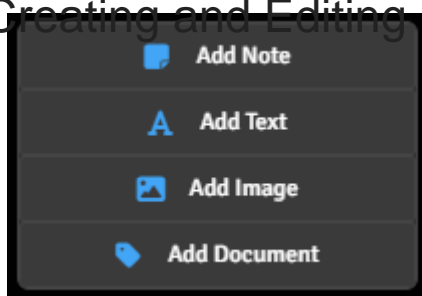 Creating and Editing
Add Note
Add Text
Add Image
Add Document